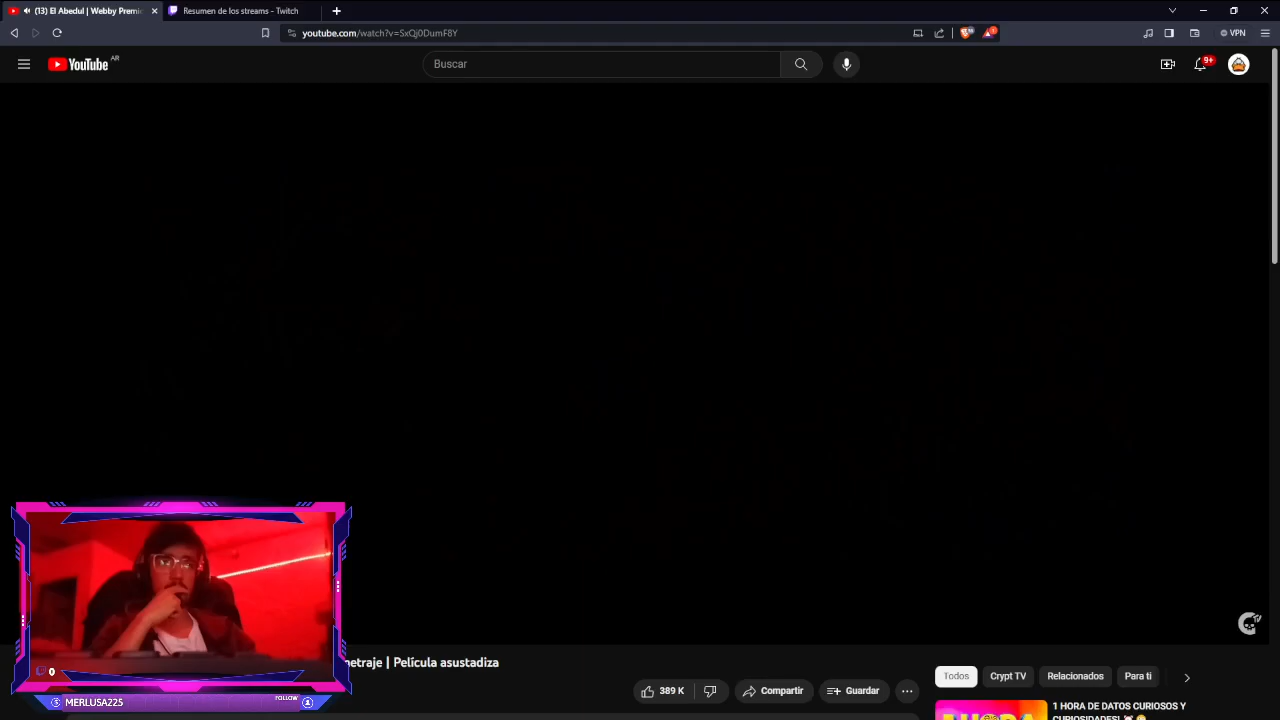 (13) El Abedul | Webby Premi
Resumen de los streams - Twitch
youtube.com/watch?v=SxQj0DumF8Y
VPN
YouTube AR
Buscar
9+
etraje | Película asustadiza
389 K
Compartir
Guardar
Todos
Crypt TV
Relacionados
Para ti
1 HORA DE DATOS CURIOSOS Y
CURIOSIDADES!
0
MERLUSA225
FOLLOW